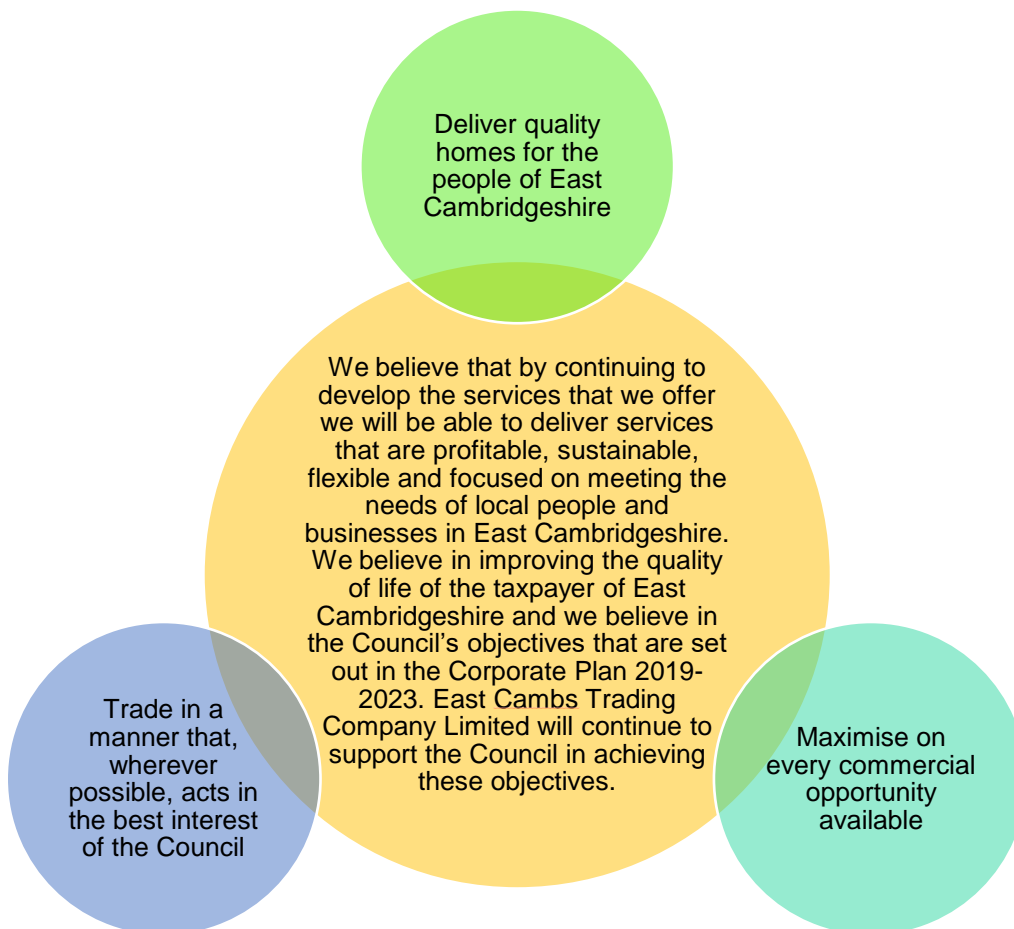 Deliver quality
homes for the
people of East
Cambridgeshire
We believe that by continuing to
develop the services that we offer
we will be able to deliver services
that are profitable, sustainable,
flexible and focused on meeting the
needs of local people and
businesses in East Cambridgeshire.
We believe in improving the quality
of life of the taxpayer of East
Cambridgeshire and we believe in
the Council’s objectives that are set
out in the Corporate Plan 2019-
2023. East Cambs Trading
Company Limited will continue to
support the Council in achieving
these objectives.
Trade in a
manner that,
wherever
possible, acts in
the best interest
of the Council
Maximise on
every commercial
opportunity
available